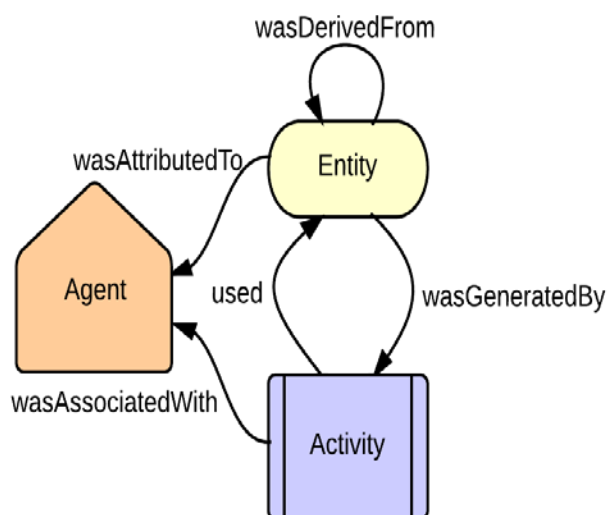 wasDerivedFrom
wasAttributedTo
Entity
Agent
used
wasGeneratedBy
wasAssociatedWith
Activity